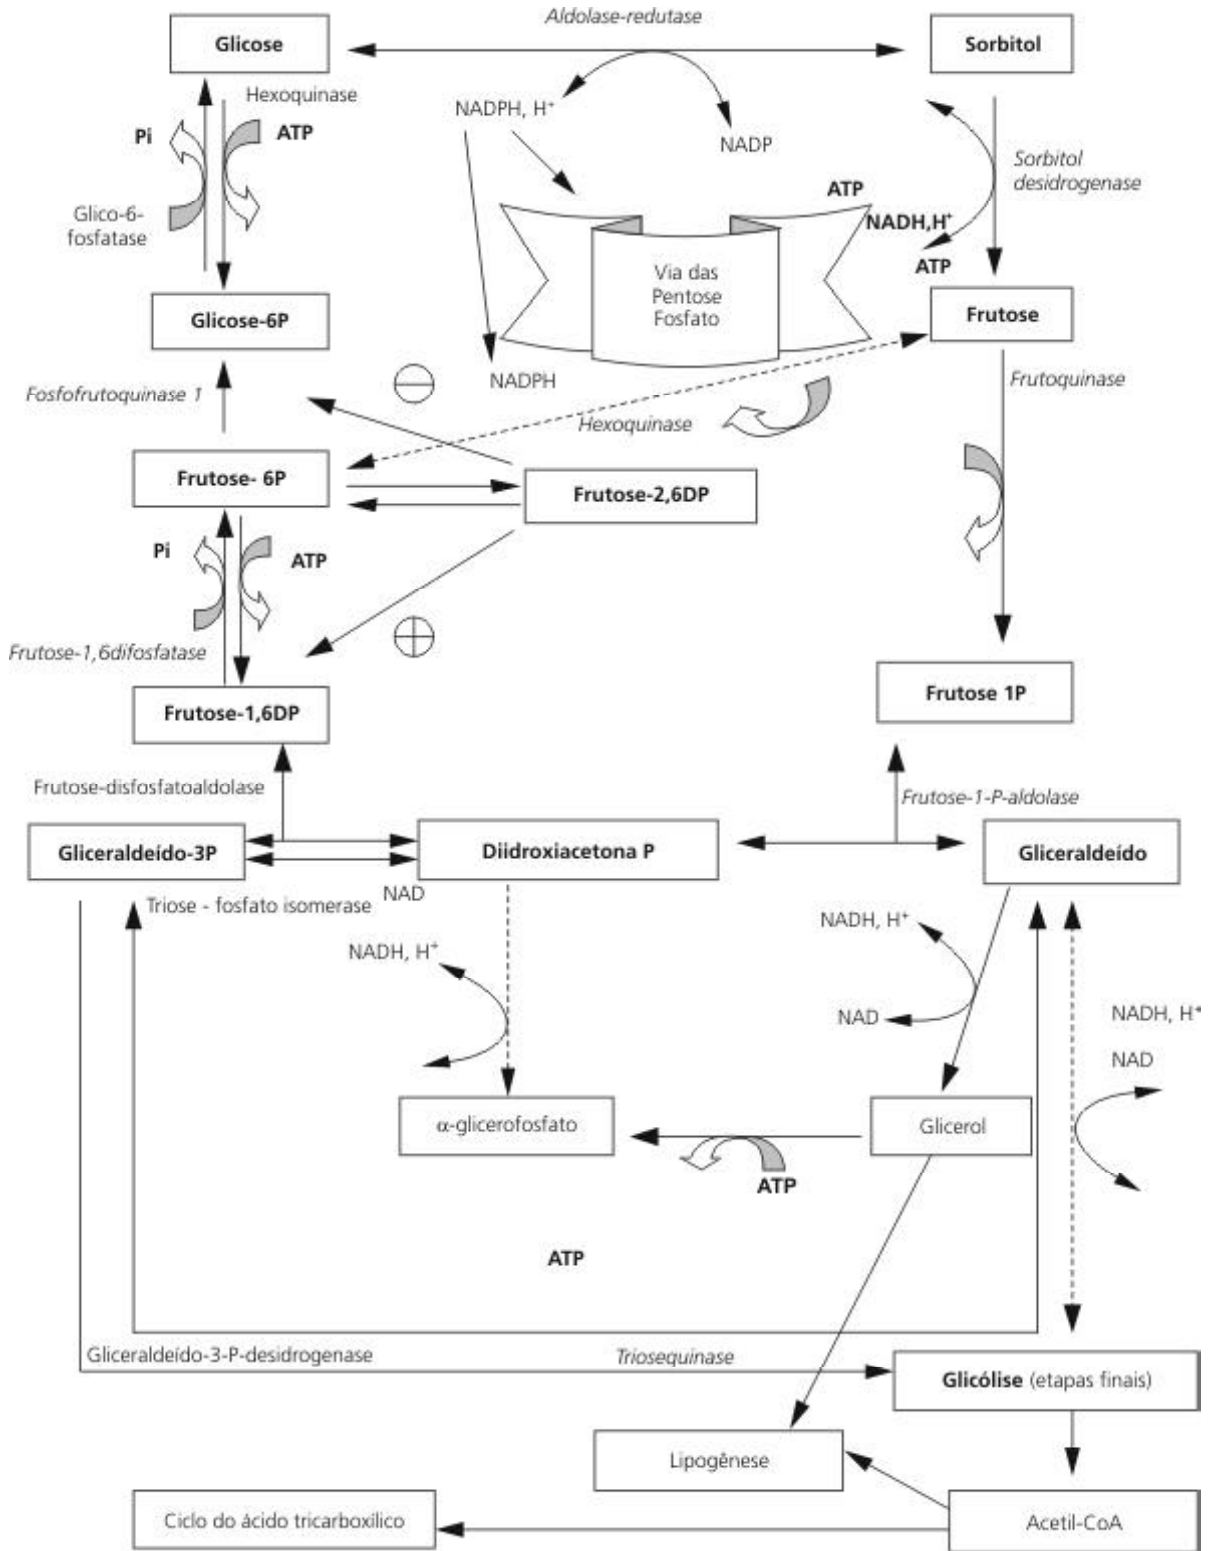 Aldolase-redutase
Glicose
Sorbitol
Hexoquinase
NADPH, H+
Pi
ATP
NADP
Sorbitol
desidrogenase
ATP
Glico-6-
fosfatase
NADH,H+
ATP
Via das
Pentose
Fosfato
Glicose-6P
Frutose
NADPH
Fosfofrutoquinase 1
Frutoquinase
Hexoquinase
Frutose- 6P
Frutose-2,6DP
Pi
ATP
Frutose-1,6difosfatase
Frutose 1P
Frutose-1,6DP
Frutose-disfosfatoaldolase
Frutose-1-P-aldolase
Gliceraldeído-3P
Diidroxiacetona P
Gliceraldeído
NAD
Triose - fosfato isomerase
NADH, H+
NADH, H+
NAD
NADH, H+
NAD
α-glicerofosfato
Glicerol
ATP
ATP
Gliceraldeído-3-P-desidrogenase
Triosequinase
Glicólise (etapas finais)
Lipogênese
Ciclo do ácido tricarboxílico
Acetil-CoA